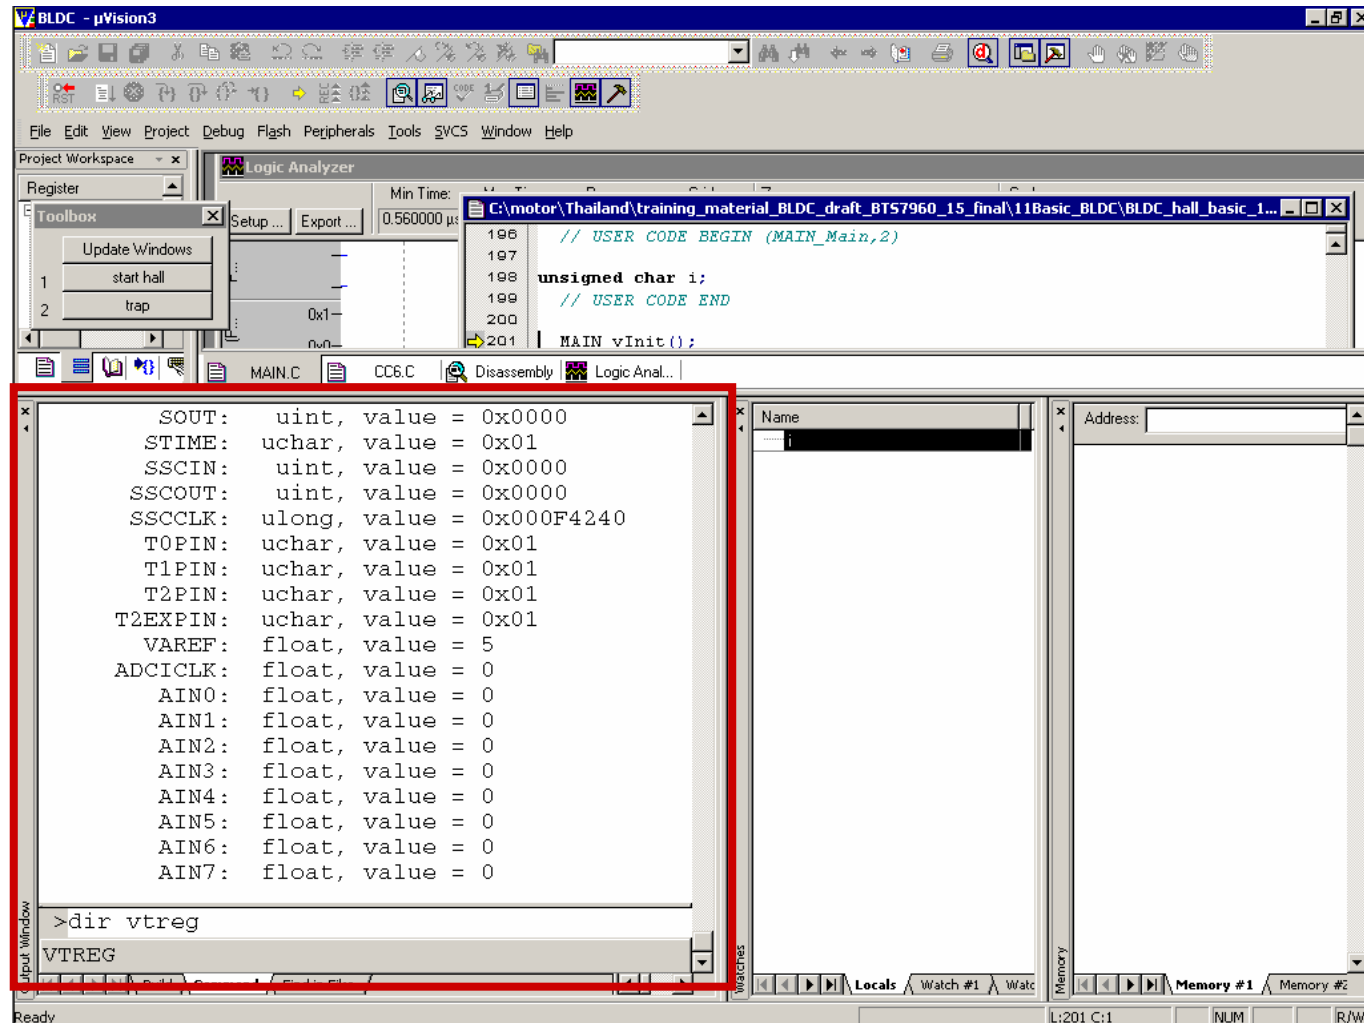 BLDC - µVision3
File Edit View Project Debug Flash Peripherals Tools SVCS Window Help
Project Workspace
Register
Toolbox
Update Windows
1 start hall
2 trap
Logic Analyzer
Min Time:
Setup ... Export ... 0.560000 µs
0x1
0x0
C:\motor\Thailand\training_material_BLDC_draft_BTS7960_15_final\11Basic_BLDC\BLDC_hall_basic_1...
196 // USER CODE BEGIN (MAIN_Main,2)
197
198 unsigned char i;
199 // USER CODE END
200
201 MAIN_vInit();
MAIN.C CC6.C Disassembly Logic Anal...
SOUT: uint, value = 0x0000
STIME: uchar, value = 0x01
SSCIN: uint, value = 0x0000
SSCOUT: uint, value = 0x0000
SSCCLK: ulong, value = 0x000F4240
T0PIN: uchar, value = 0x01
T1PIN: uchar, value = 0x01
T2PIN: uchar, value = 0x01
T2EXPIN: uchar, value = 0x01
VAREF: float, value = 5
ADCICLK: float, value = 0
AIN0: float, value = 0
AIN1: float, value = 0
AIN2: float, value = 0
AIN3: float, value = 0
AIN4: float, value = 0
AIN5: float, value = 0
AIN6: float, value = 0
AIN7: float, value = 0
>dir vtreg
VTREG
Output Window
Build Command Find in Files
Name
i
Watches
Locals Watch #1 Watc
Address:
Memory
Memory #1 Memory #2
Ready L:201 C:1 NUM R/W